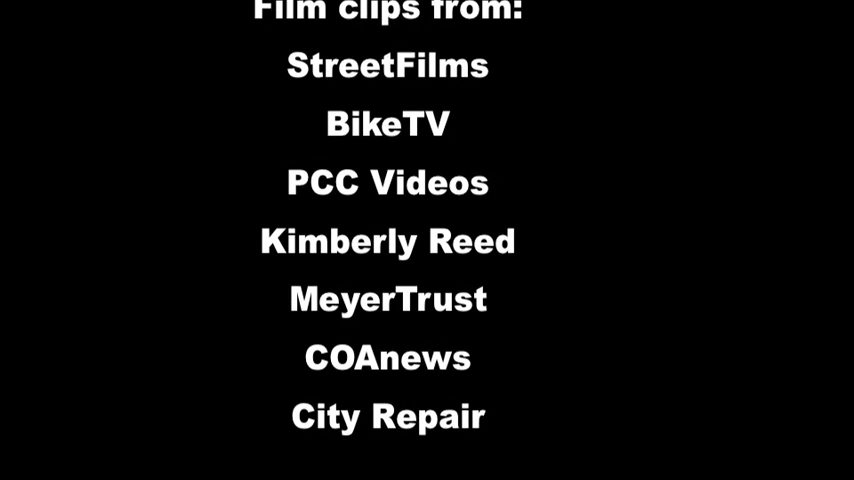 Film clips from:
StreetFilms
BikeTV
PCC Videos
Kimberly Reed
MeyerTrust
COAnews
City Repair